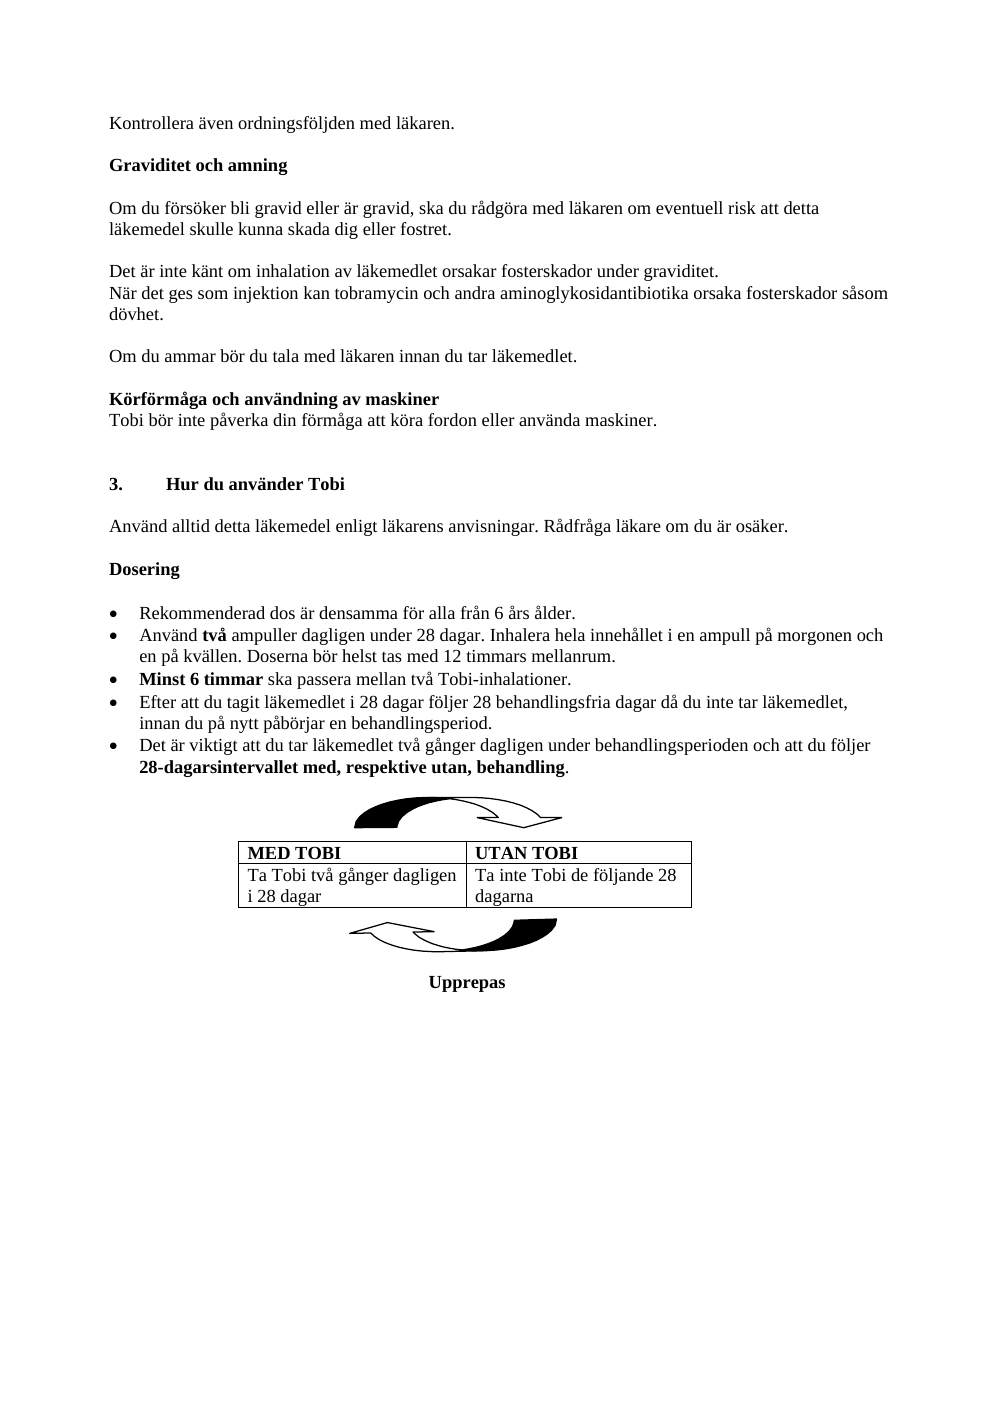 Kontrollera även ordningsföljden med läkaren.
Graviditet och amning
Om du försöker bli gravid eller är gravid, ska du rådgöra med läkaren om eventuell risk att detta
läkemedel skulle kunna skada dig eller fostret.
Det är inte känt om inhalation av läkemedlet orsakar fosterskador under graviditet.
När det ges som injektion kan tobramycin och andra aminoglykosidantibiotika orsaka fosterskador såsom
dövhet.
Om du ammar bör du tala med läkaren innan du tar läkemedlet.
Körförmåga och användning av maskiner
Tobi bör inte påverka din förmåga att köra fordon eller använda maskiner.
3. Hur du använder Tobi
Använd alltid detta läkemedel enligt läkarens anvisningar. Rådfråga läkare om du är osäker.
Dosering
• Rekommenderad dos är densamma för alla från 6 års ålder.
• Använd två ampuller dagligen under 28 dagar. Inhalera hela innehållet i en ampull på morgonen och
en på kvällen. Doserna bör helst tas med 12 timmars mellanrum.
• Minst 6 timmar ska passera mellan två Tobi-inhalationer.
• Efter att du tagit läkemedlet i 28 dagar följer 28 behandlingsfria dagar då du inte tar läkemedlet,
innan du på nytt påbörjar en behandlingsperiod.
• Det är viktigt att du tar läkemedlet två gånger dagligen under behandlingsperioden och att du följer
28-dagarsintervallet med, respektive utan, behandling.
MED TOBI UTAN TOBI
Ta Tobi två gånger dagligen Ta inte Tobi de följande 28
i 28 dagar dagarna
Upprepas